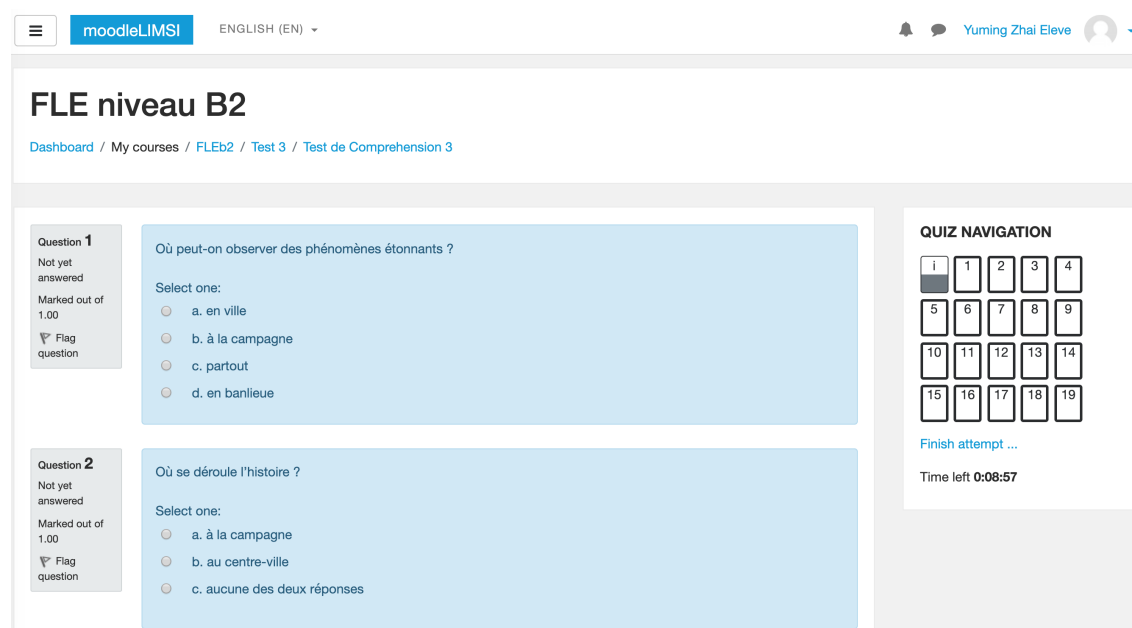 moodleLIMSI
ENGLISH (EN)
Yuming Zhai Eleve
FLE niveau B2
Dashboard / My courses / FLEb2 / Test 3 / Test de Comprehension 3
Question 1
Not yet
answered
Marked out of
1.00
Flag
question
Où peut-on observer des phénomènes étonnants ?
Select one:
a. en ville
b. à la campagne
c. partout
d. en banlieue
Question 2
Not yet
answered
Marked out of
1.00
Flag
question
Où se déroule l'histoire ?
Select one:
a. à la campagne
b. au centre-ville
c. aucune des deux réponses
QUIZ NAVIGATION
i 1 2 3 4
5 6 7 8 9
10 11 12 13 14
15 16 17 18 19
Finish attempt ...
Time left 0:08:57